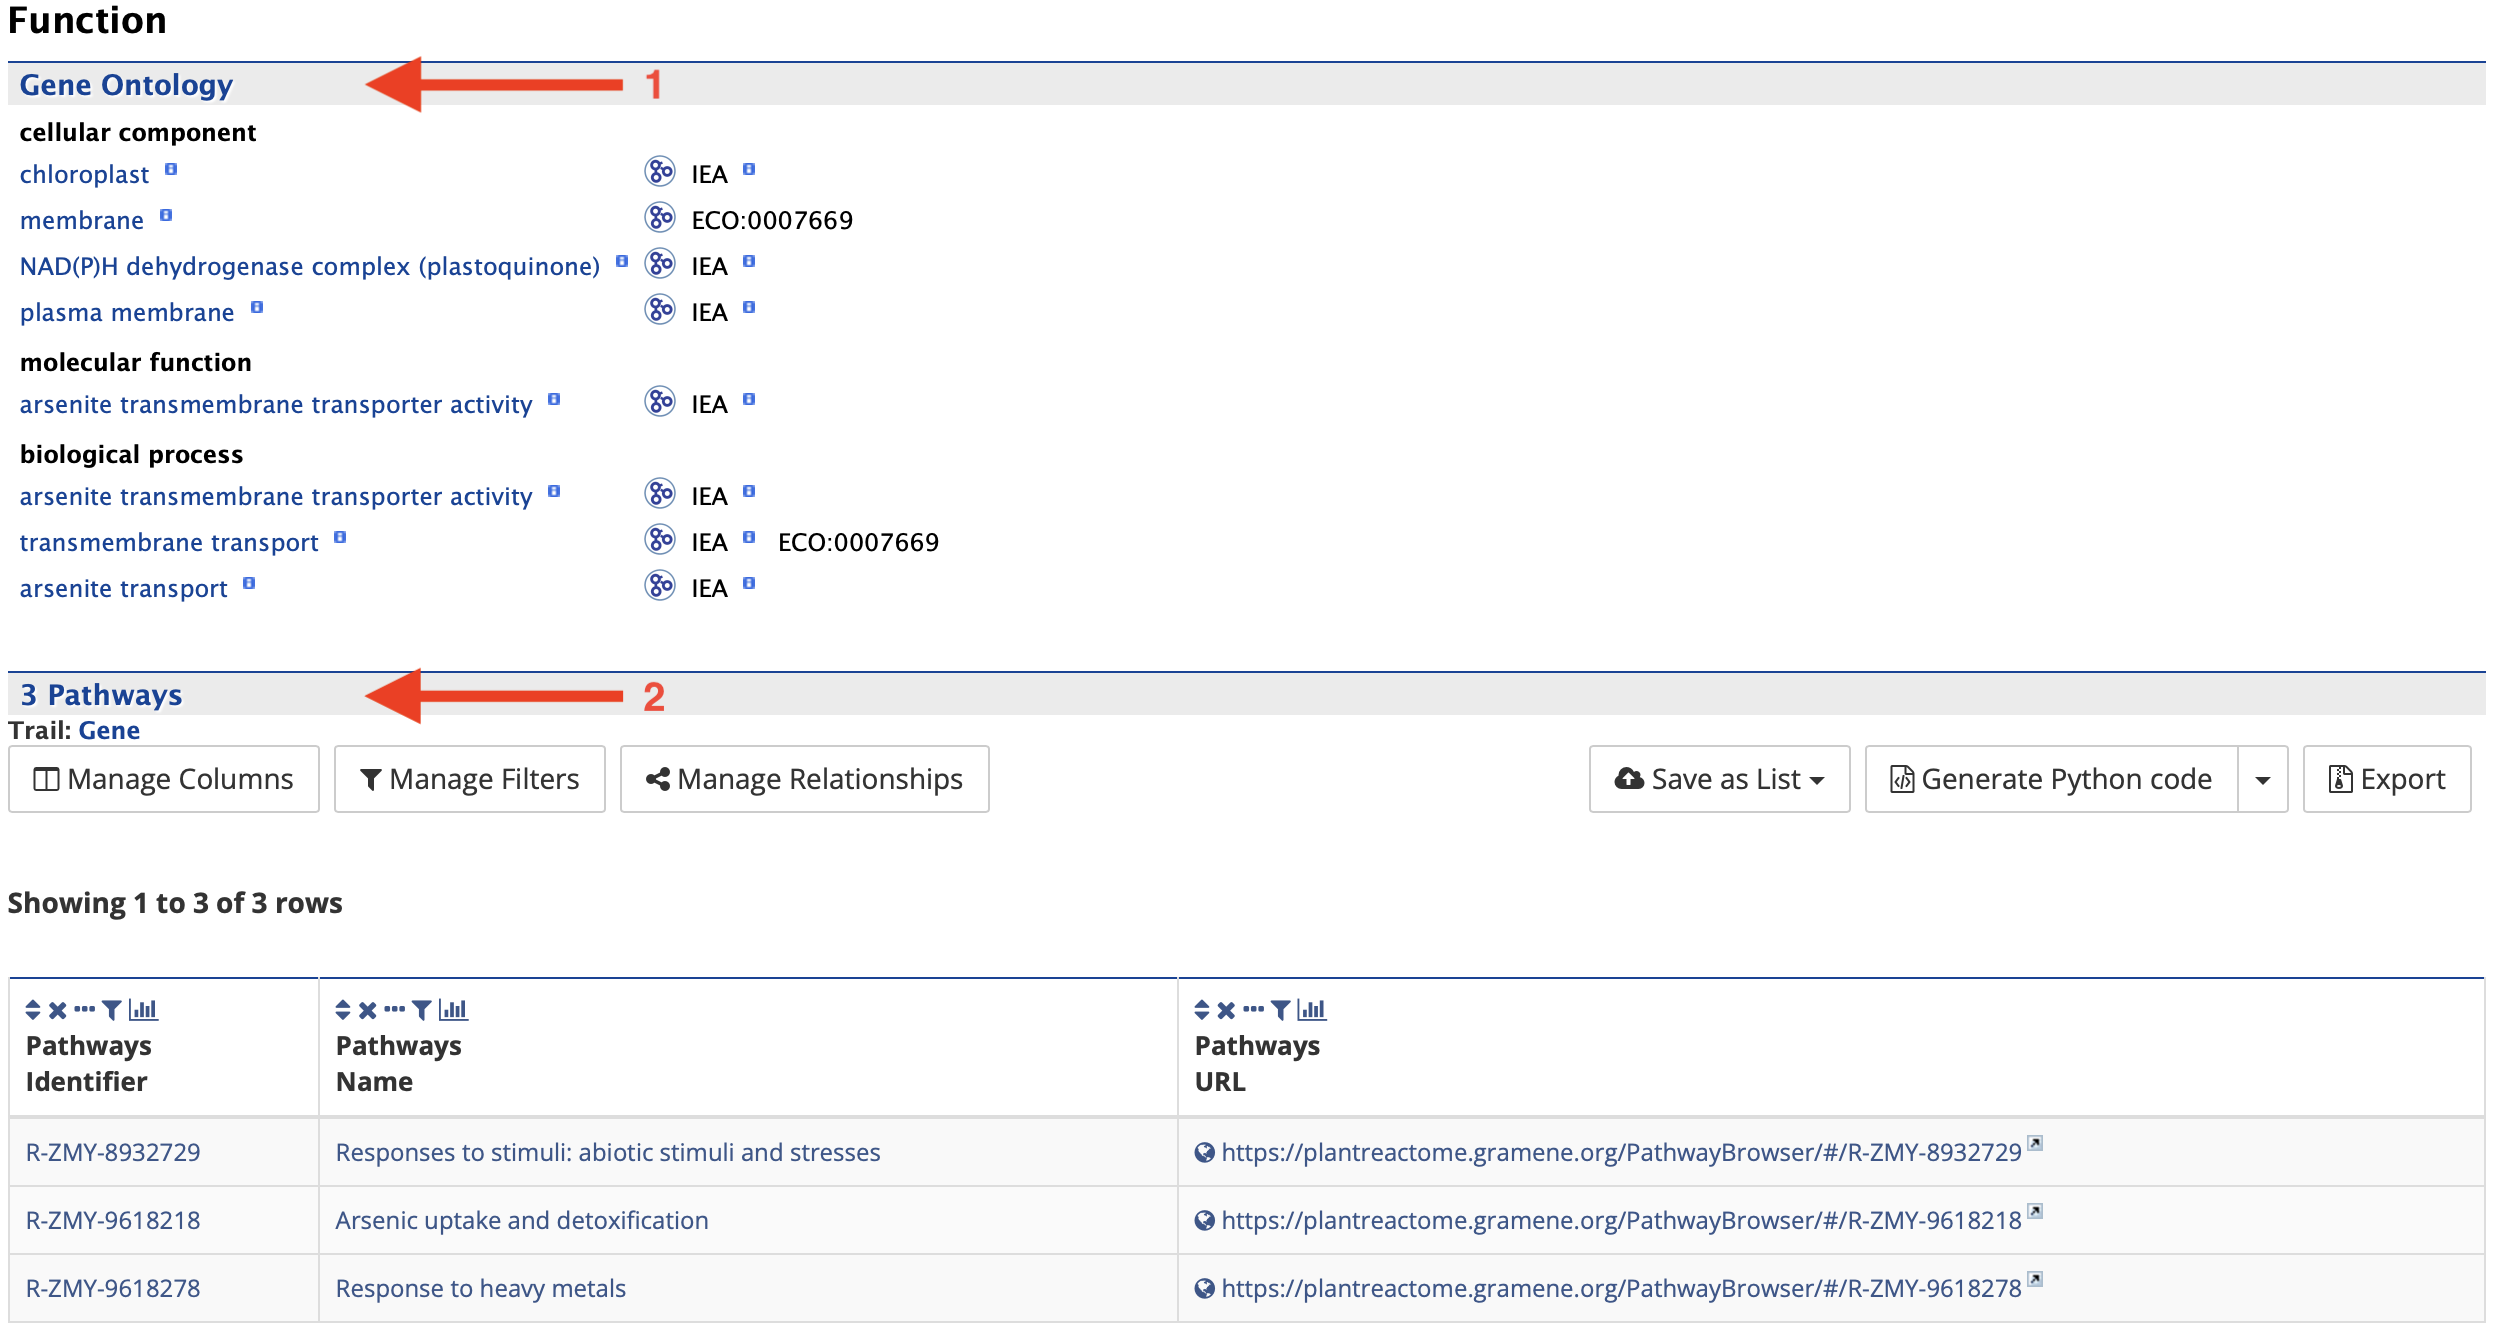 Function
Gene Ontology 1
cellular component
chloroplast IEA
membrane ECO:0007669
NAD(P)H dehydrogenase complex (plastoquinone) IEA
plasma membrane IEA
molecular function
arsenite transmembrane transporter activity IEA
biological process
arsenite transmembrane transporter activity IEA
transmembrane transport IEA ECO:0007669
arsenite transport IEA
3 Pathways 2
Trail: Gene
Manage Columns Manage Filters Manage Relationships Save as List Generate Python code Export
Showing 1 to 3 of 3 rows
Pathways Pathways Pathways
Identifier Name URL
R-ZMY-8932729 Responses to stimuli: abiotic stimuli and stresses https://plantreactome.gramene.org/PathwayBrowser/#/R-ZMY-8932729
R-ZMY-9618218 Arsenic uptake and detoxification https://plantreactome.gramene.org/PathwayBrowser/#/R-ZMY-9618218
R-ZMY-9618278 Response to heavy metals https://plantreactome.gramene.org/PathwayBrowser/#/R-ZMY-9618278